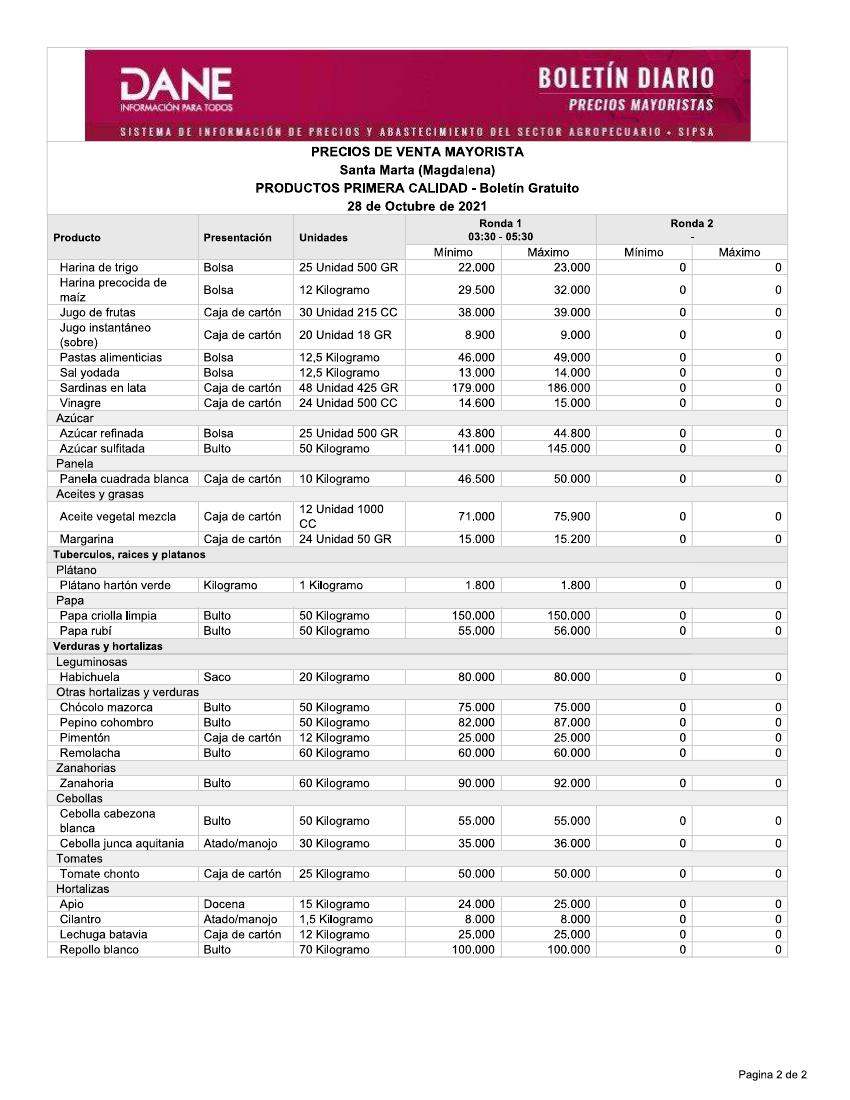 DANE
INFORMACIÓN PARA TODOS
BOLETÍN DIARIO
PRECIOS MAYORISTAS
SISTEMA DE INFORMACIÓN DE PRECIOS Y ABASTECIMIENTO DEL SECTOR AGROPECUARIO • SIPSA
PRECIOS DE VENTA MAYORISTA
Santa Marta (Magdalena)
PRODUCTOS PRIMERA CALIDAD - Boletín Gratuito
28 de Octubre de 2021
Producto Presentación Unidades Ronda 1 03:30 - 05:30 Ronda 2 -
Mínimo Máximo Mínimo Máximo
Harina de trigo Bolsa 25 Unidad 500 GR 22.000 23.000 0 0
Harina precocida de
maíz Bolsa 12 Kilogramo 29.500 32.000 0 0
Jugo de frutas Caja de cartón 30 Unidad 215 CC 38.000 39.000 0 0
Jugo instantáneo
(sobre) Caja de cartón 20 Unidad 18 GR 8.900 9.000 0 0
Pastas alimenticias Bolsa 12,5 Kilogramo 46.000 49.000 0 0
Sal yodada Bolsa 12,5 Kilogramo 13.000 14.000 0 0
Sardinas en lata Caja de cartón 48 Unidad 425 GR 179.000 186.000 0 0
Vinagre Caja de cartón 24 Unidad 500 CC 14.600 15.000 0 0
Azúcar
Azúcar refinada Bolsa 25 Unidad 500 GR 43.800 44.800 0 0
Azúcar sulfitada Bulto 50 Kilogramo 141.000 145.000 0 0
Panela
Panela cuadrada blanca Caja de cartón 10 Kilogramo 46.500 50.000 0 0
Aceites y grasas
Aceite vegetal mezcla Caja de cartón 12 Unidad 1000
CC 71.000 75.900 0 0
Margarina Caja de cartón 24 Unidad 50 GR 15.000 15.200 0 0
Tuberculos, raices y platanos
Plátano
Plátano hartón verde Kilogramo 1 Kilogramo 1.800 1.800 0 0
Papa
Papa criolla limpia Bulto 50 Kilogramo 150.000 150.000 0 0
Papa rubí Bulto 50 Kilogramo 55.000 56.000 0 0
Verduras y hortalizas
Leguminosas
Habichuela Saco 20 Kilogramo 80.000 80.000 0 0
Otras hortalizas y verduras
Chócolo mazorca Bulto 50 Kilogramo 75.000 75.000 0 0
Pepino cohombro Bulto 50 Kilogramo 82.000 87.000 0 0
Pimentón Caja de cartón 12 Kilogramo 25.000 25.000 0 0
Remolacha Bulto 60 Kilogramo 60.000 60.000 0 0
Zanahorias
Zanahoria Bulto 60 Kilogramo 90.000 92.000 0 0
Cebollas
Cebolla cabezona
blanca Bulto 50 Kilogramo 55.000 55.000 0 0
Cebolla junca aquitania Atado/manojo 30 Kilogramo 35.000 36.000 0 0
Tomates
Tomate chonto Caja de cartón 25 Kilogramo 50.000 50.000 0 0
Hortalizas
Apio Docena 15 Kilogramo 24.000 25.000 0 0
Cilantro Atado/manojo 1,5 Kilogramo 8.000 8.000 0 0
Lechuga batavia Caja de cartón 12 Kilogramo 25.000 25,000 0 0
Repollo blanco Bulto 70 Kilogramo 100.000 100.000 0 0
Pagina 2 de 2